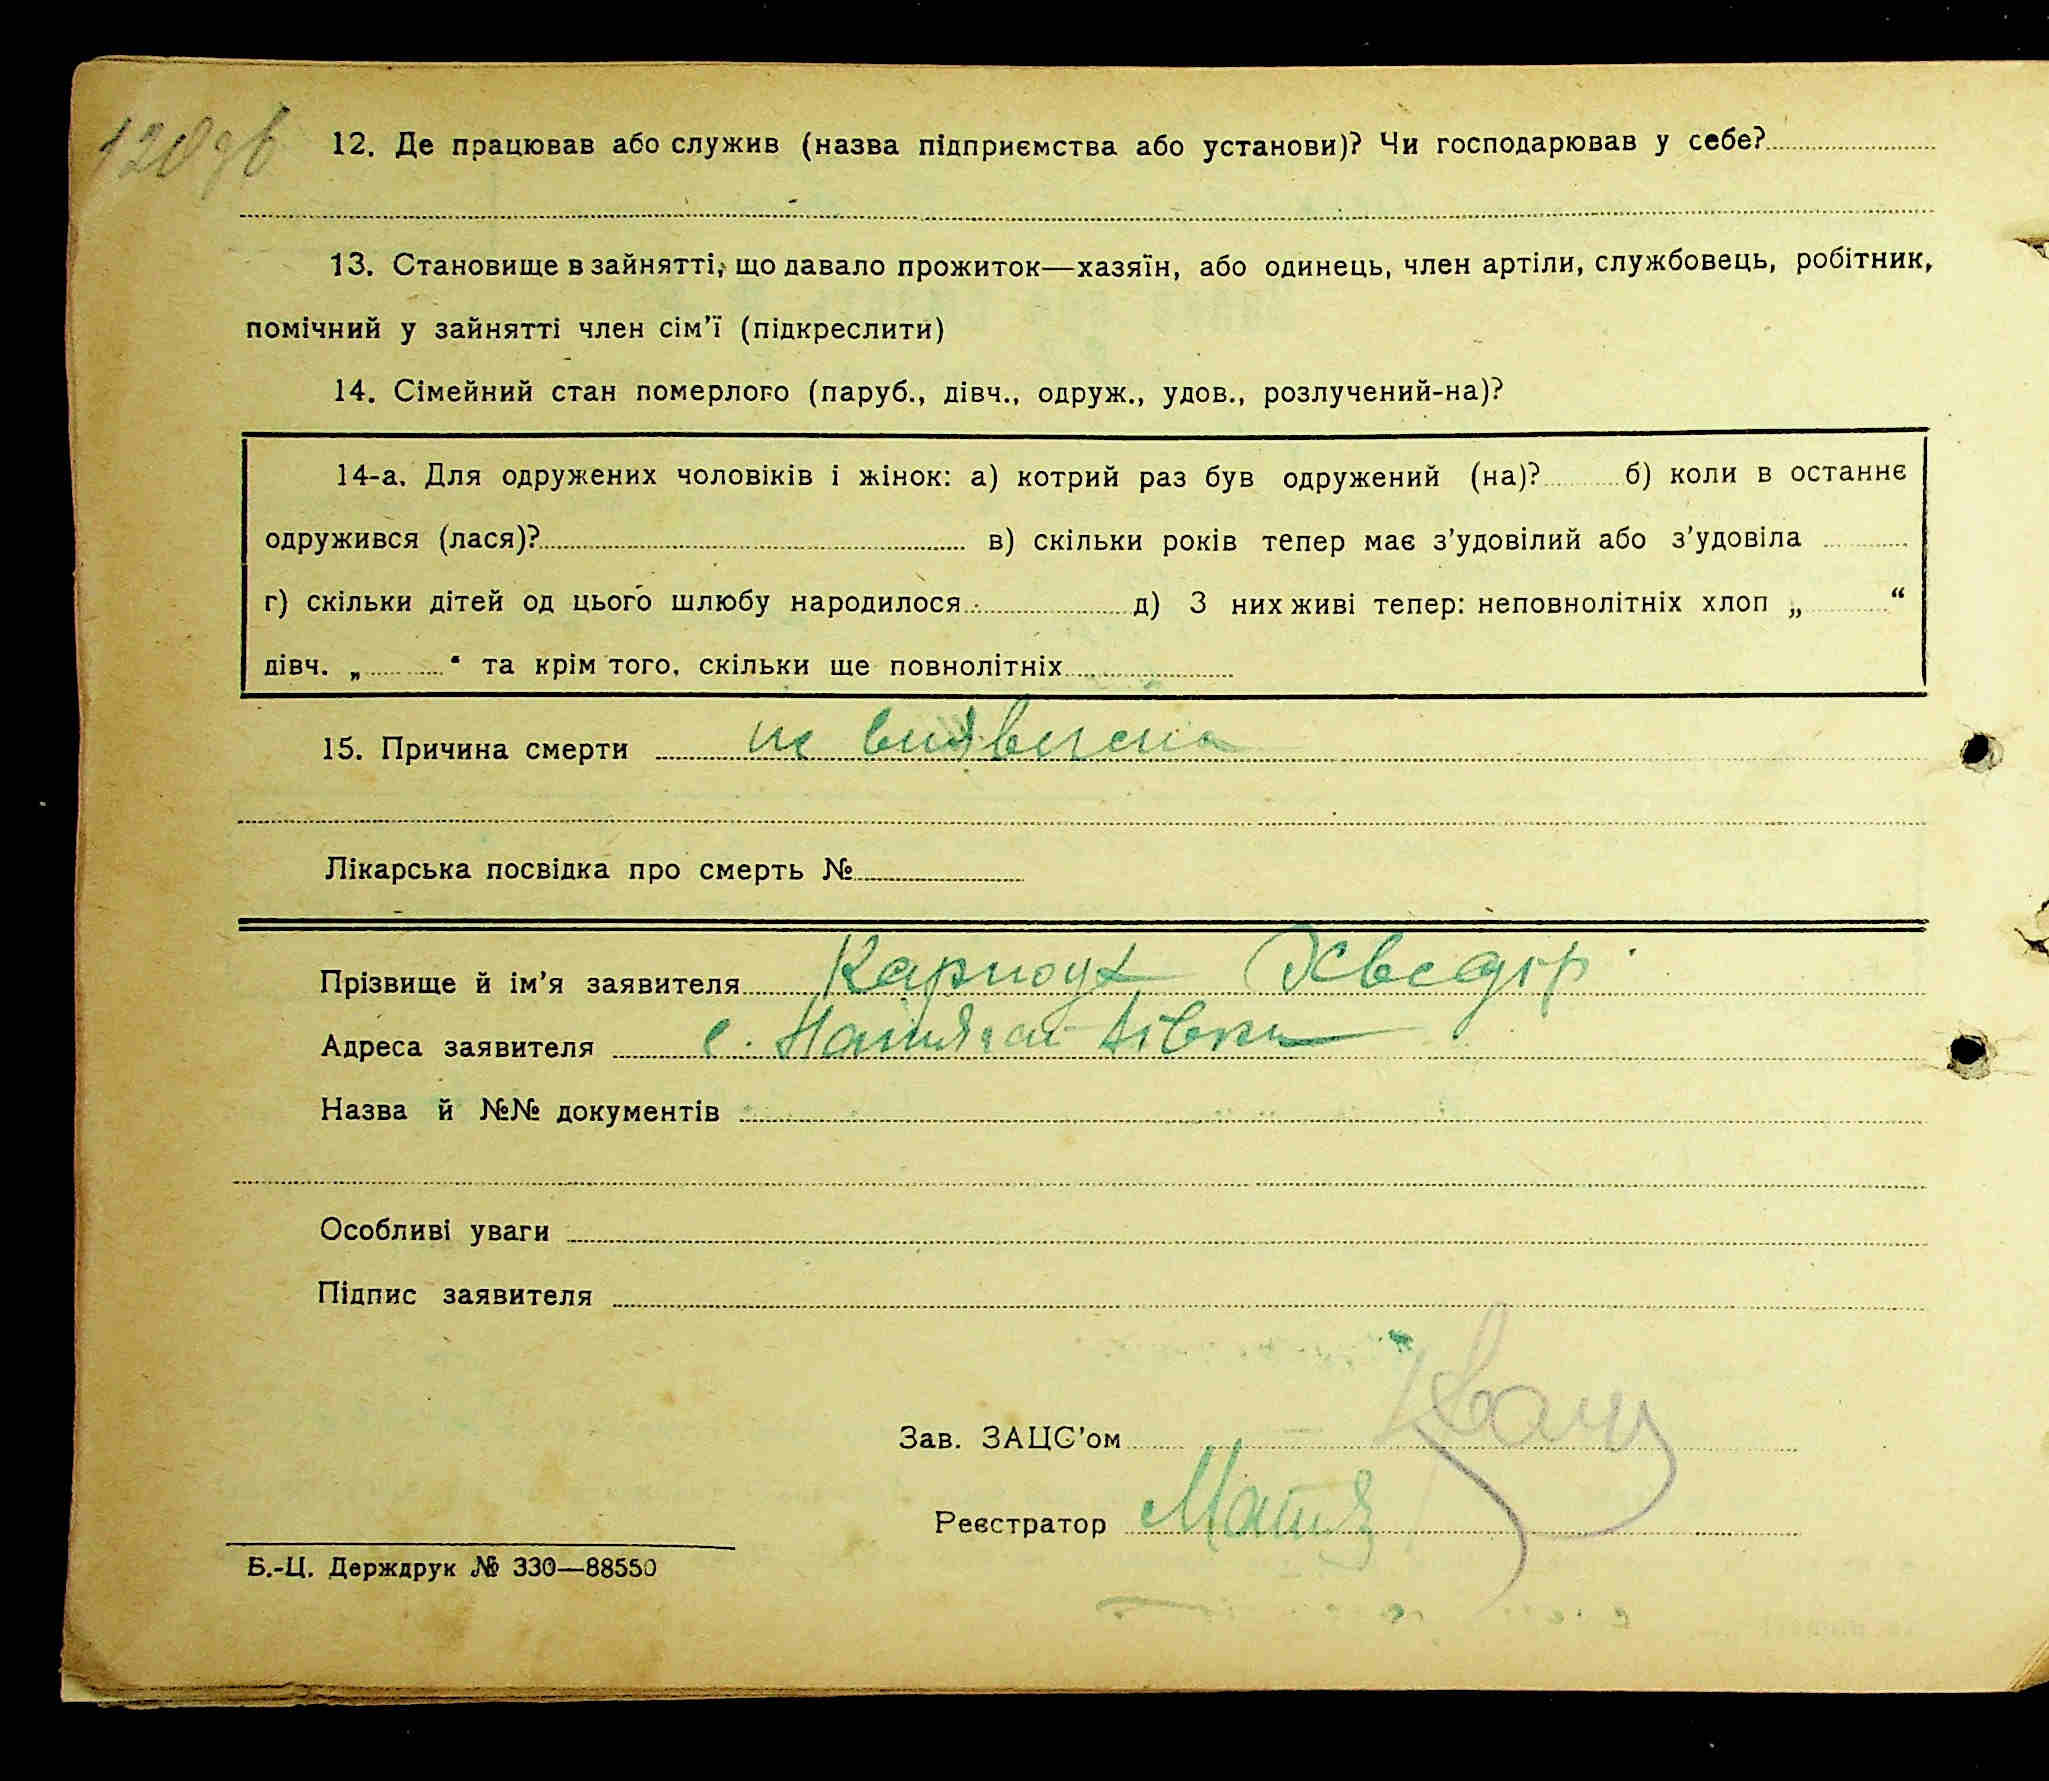 120 зв
12. Де працював або служив (назва підприємства або установи)? Чи господарював у себе?
13. Становище в зайнятті, що давало прожиток—хазяїн, або одинець, член артіли, службовець, робітник,
помічний у зайнятті член сім'ї (підкреслити)
14. Сімейний стан померлого (паруб., дівч., одруж., удов., розлучений-на)?
14-а. Для одружених чоловіків і жінок: а) котрий раз був одружений (на)? б) коли в останнє
одружився (лася)? в) скільки років тепер має з'удовілий або з'удовіла
г) скільки дітей од цього шлюбу народилося д) З них живі тепер: неповнолітніх хлоп „ “
дівч. „ “ та крім того, скільки ще повнолітніх
15. Причина смерти не виявлена
Лікарська посвідка про смерть №
Прізвище й ім'я заявителя Карпоух
Адреса заявителя с.
Назва й №№ документів
Особливі уваги
Підпис заявителя
Зав. ЗАЦС'ом
Реєстратор
Б.-Ц. Держдрук № 330—88550